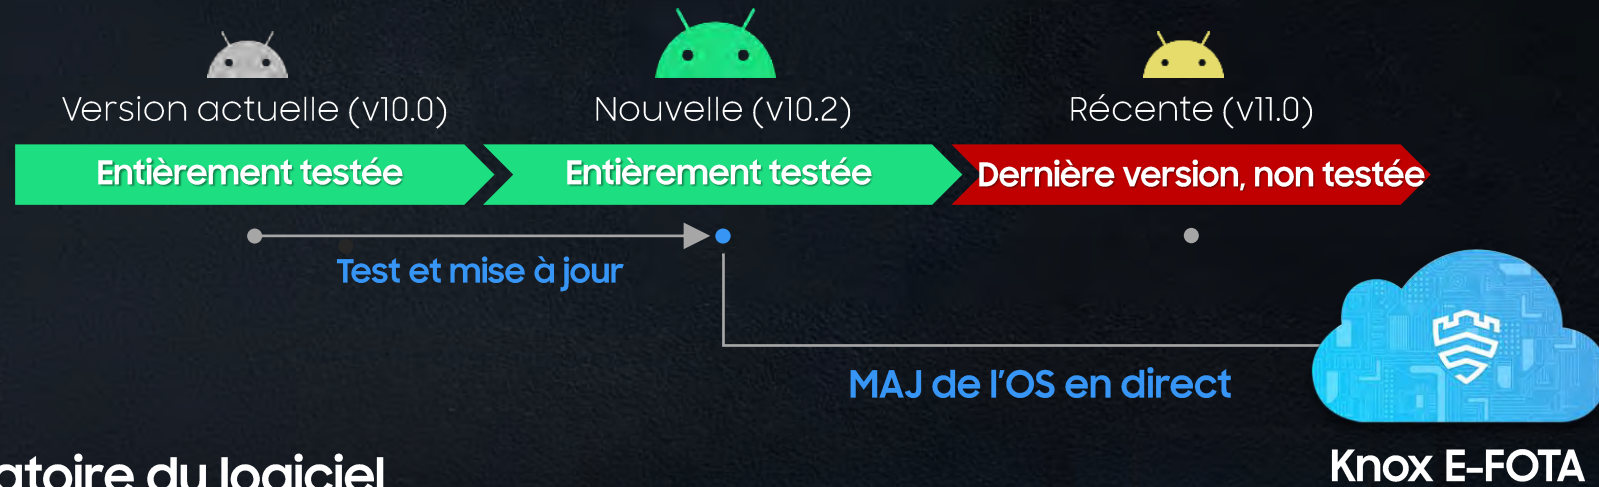 Version actuelle (v10.0)
Nouvelle (v10.2)
Récente (v11.0)
Entièrement testée
Entièrement testée
Dernière version, non testée
Test et mise à jour
MAJ de l'OS en direct
Knox E-FOTA
atoire du logiciel